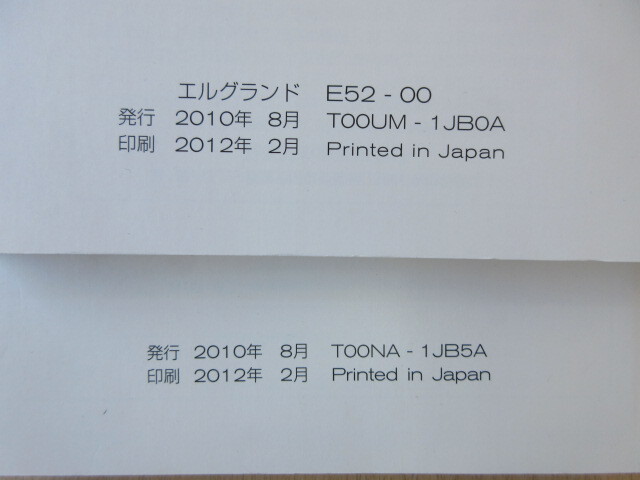 エルグランド E52 - 00
発行 2010年 8月 T00UM - 1JB0A
印刷 2012年 2月 Printed in Japan
発行 2010年 8月 T00NA - 1JB5A
印刷 2012年 2月 Printed in Japan